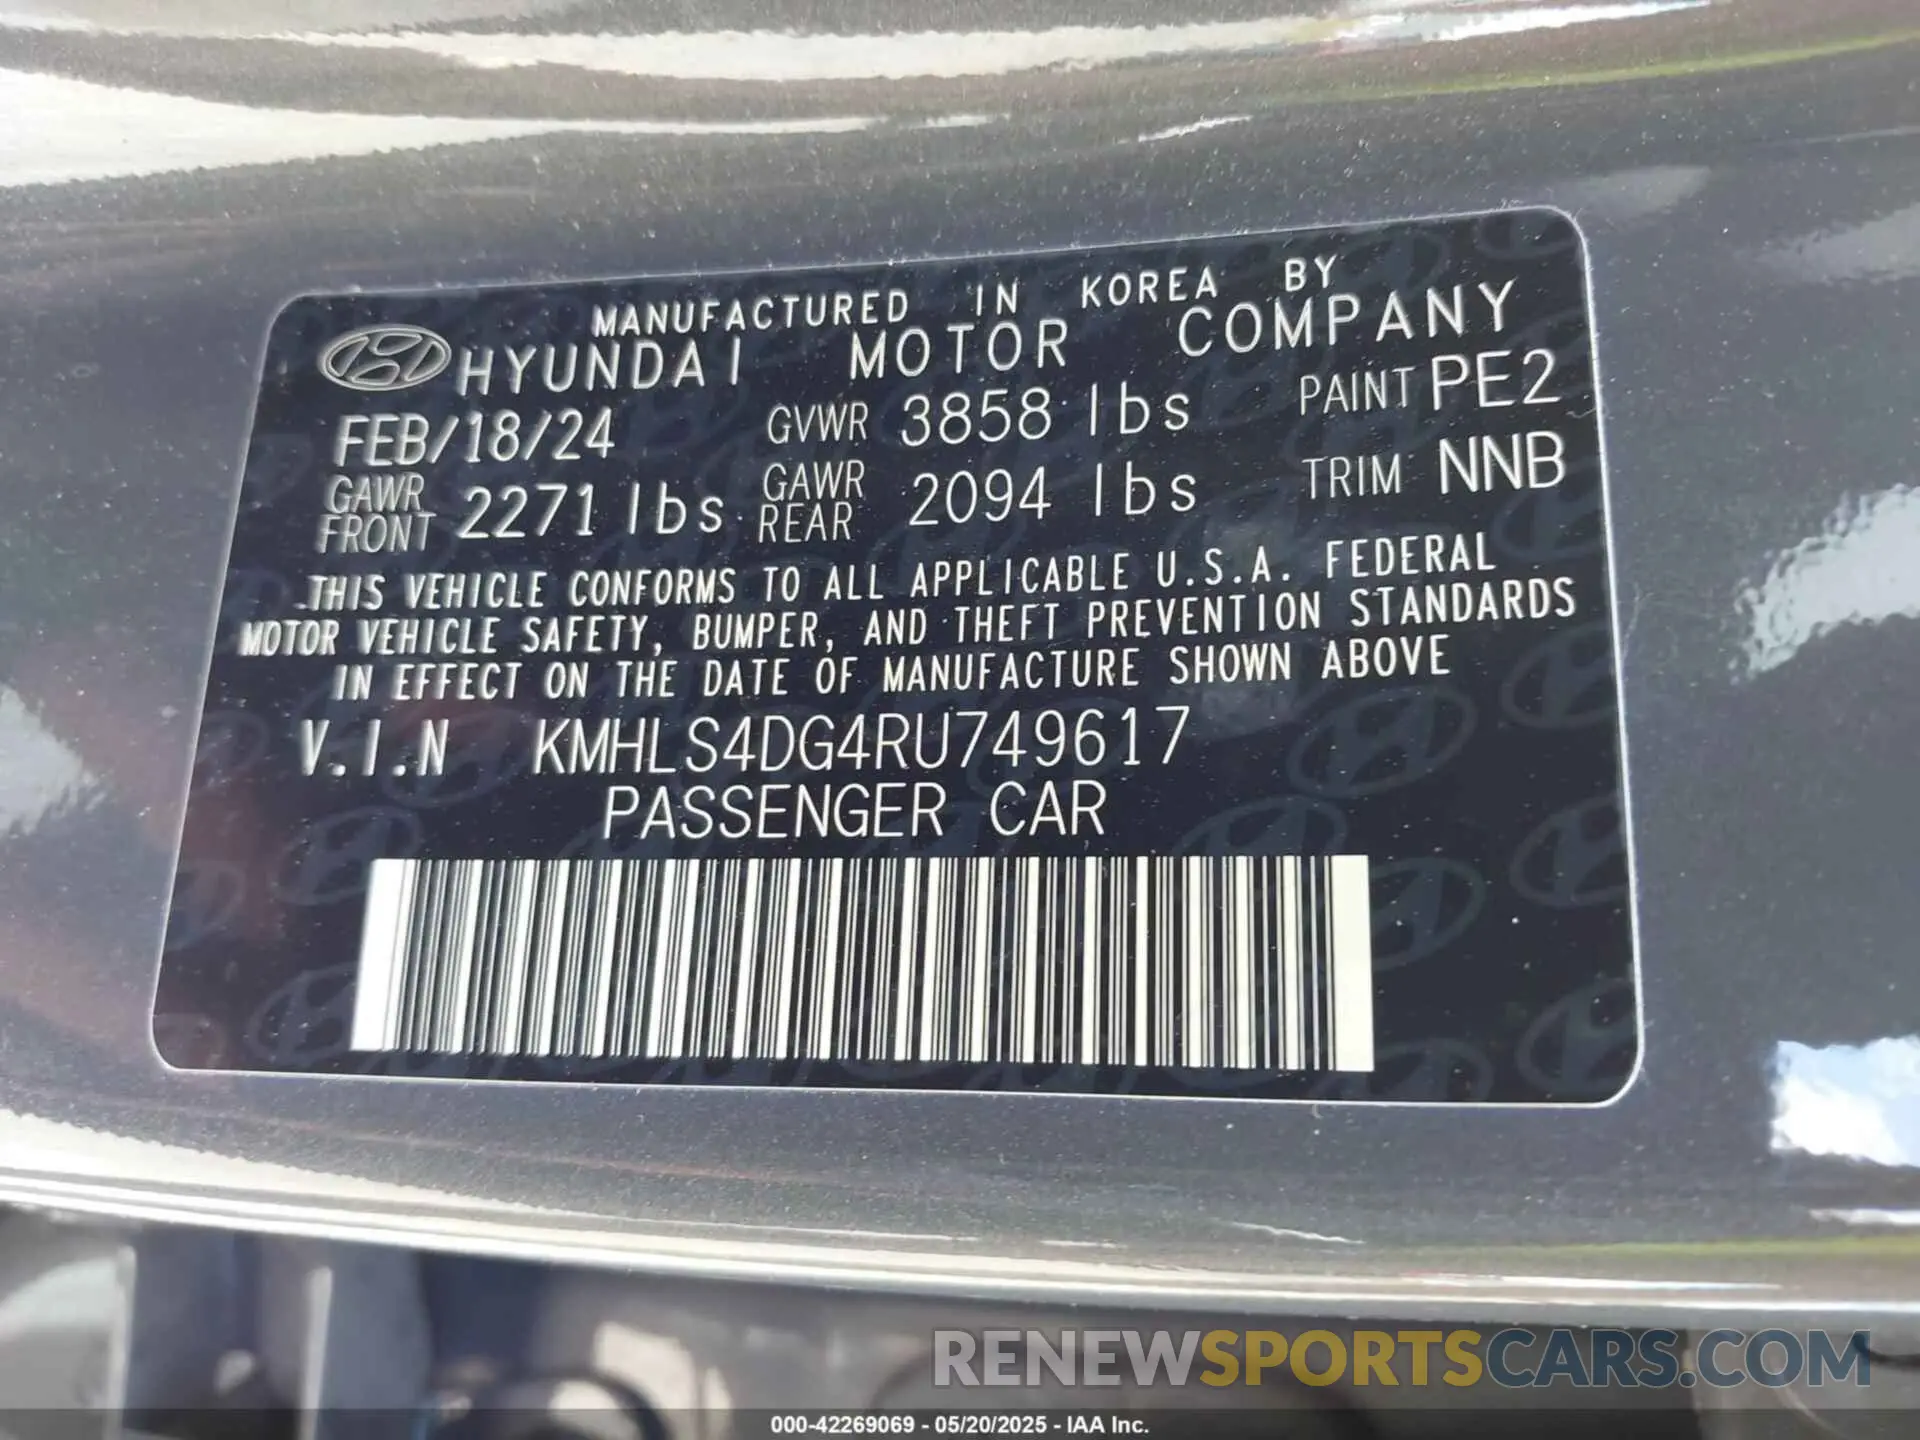 MANUFACTURED IN KOREA BY
HYUNDAI MOTOR COMPANY
FEB/18/24 GVWR 3858 lbs PAINT PE2
GAWR FRONT 2271 lbs GAWR REAR 2094 lbs TRIM NNB
THIS VEHICLE CONFORMS TO ALL APPLICABLE U.S.A. FEDERAL
MOTOR VEHICLE SAFETY, BUMPER, AND THEFT PREVENTION STANDARDS
IN EFFECT ON THE DATE OF MANUFACTURE SHOWN ABOVE
V.I.N KMHLS4DG4RU749617
PASSENGER CAR
RENEWSPORTSCARS.COM
000-42269069 - 05/20/2025 - IAA Inc.